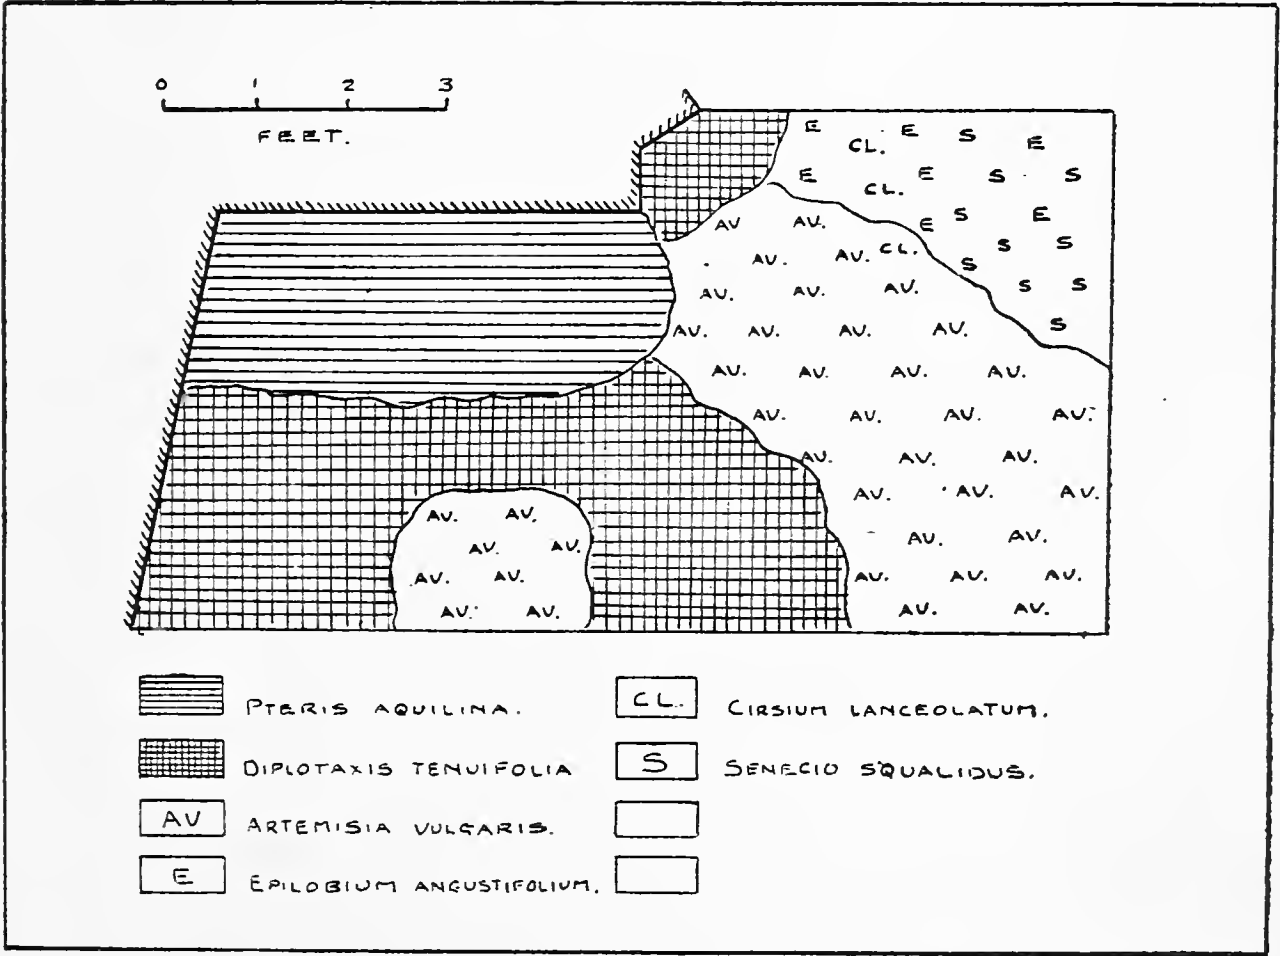 0 1 2 3
FEET.
E CL. E S E
E CL. E S S
AV AV. E S E
AV. AV. CL. S S S
AV. AV. AV. S S
AV. AV. AV. AV. S
AV. AV. AV. AV.
AV. AV. AV. AV.
AV. AV. AV.
AV. AV. AV.
AV. AV. AV. AV.
AV. AV. AV. AV.
AV. AV. AV. AV. AV.
AV. AV. AV. AV.
PTERIS AQUILINA.
DIPLOTAXIS TENUIFOLIA
AV ARTEMISIA VULGARIS.
E EPILOBIUM ANGUSTIFOLIUM.
CL. CIRSIUM LANCEOLATUM.
S SENECIO SQUALIDUS.